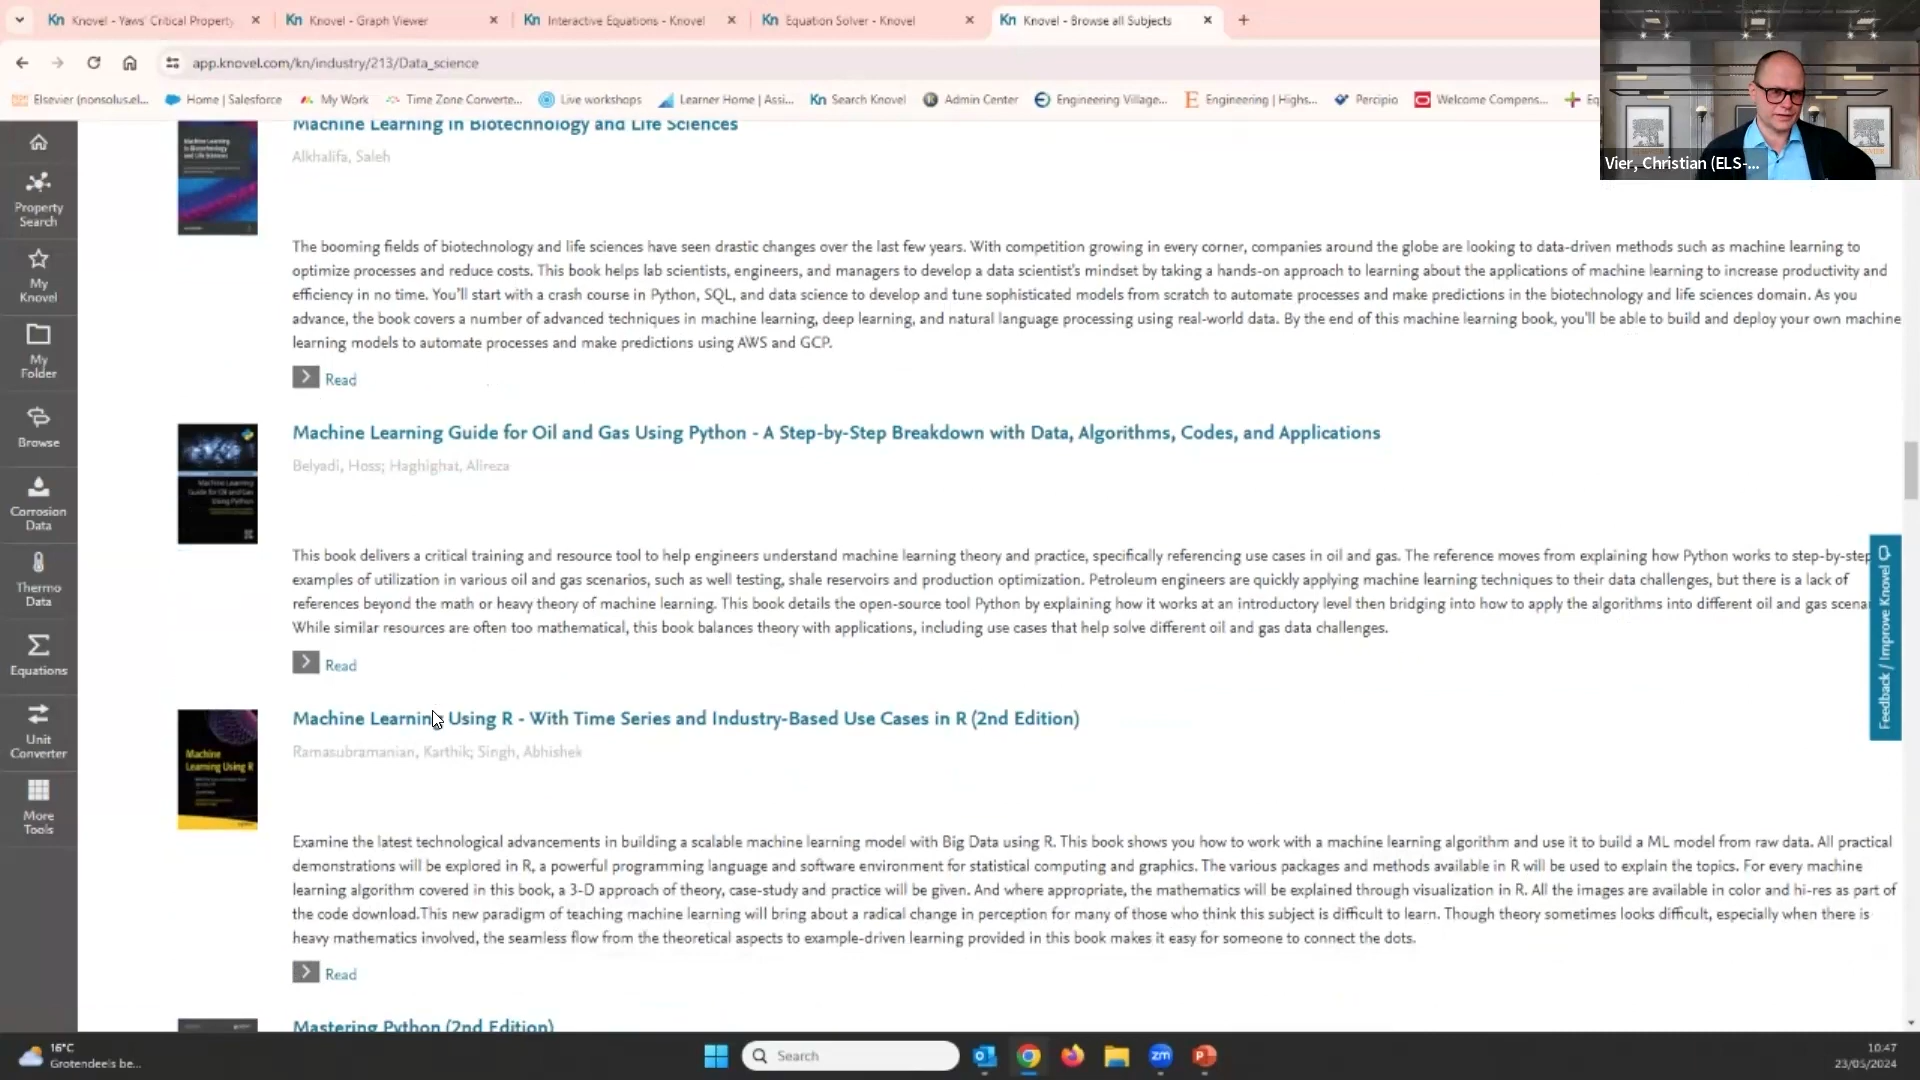 Kn Knovel - Yaws' Critical Property
Kn Knovel - Graph Viewer
Kn Interactive Equations - Knovel
Kn Equation Solver - Knovel
Kn Knovel - Browse all Subjects
app.knovel.com/kn/industry/213/Data_science
Elsevier (nonsolus.el...
Home | Salesforce
My Work
Time Zone Converte...
Live workshops
Learner Home | Assi...
Kn Search Knovel
Admin Center
Engineering Village...
Engineering | Highs...
Percipio
Welcome Compens...
Vier, Christian (ELS-...
Property
Search
My
Knovel
My
Folder
Browse
Corrosion
Data
Thermo
Data
Equations
Unit
Converter
More
Tools
Machine Learning in Biotechnology and Life Sciences
Alkhalifa, Saleh
The booming fields of biotechnology and life sciences have seen drastic changes over the last few years. With competition growing in every corner, companies around the globe are looking to data-driven methods such as machine learning to
optimize processes and reduce costs. This book helps lab scientists, engineers, and managers to develop a data scientist's mindset by taking a hands-on approach to learning about the applications of machine learning to increase productivity and
efficiency in no time. You'll start with a crash course in Python, SQL, and data science to develop and tune sophisticated models from scratch to automate processes and make predictions in the biotechnology and life sciences domain. As you
advance, the book covers a number of advanced techniques in machine learning, deep learning, and natural language processing using real-world data. By the end of this machine learning book, you'll be able to build and deploy your own machine
learning models to automate processes and make predictions using AWS and GCP.
Read
Machine Learning Guide for Oil and Gas Using Python - A Step-by-Step Breakdown with Data, Algorithms, Codes, and Applications
Belyadi, Hoss; Haghighat, Alireza
Machine Learning
Guide for Oil and Gas
Using Python
This book delivers a critical training and resource tool to help engineers understand machine learning theory and practice, specifically referencing use cases in oil and gas. The reference moves from explaining how Python works to step-by-step
examples of utilization in various oil and gas scenarios, such as well testing, shale reservoirs and production optimization. Petroleum engineers are quickly applying machine learning techniques to their data challenges, but there is a lack of
references beyond the math or heavy theory of machine learning. This book details the open-source tool Python by explaining how it works at an introductory level then bridging into how to apply the algorithms into different oil and gas scena
While similar resources are often too mathematical, this book balances theory with applications, including use cases that help solve different oil and gas data challenges.
Read
Feedback / Improve Knovel
Machine Learning Using R - With Time Series and Industry-Based Use Cases in R (2nd Edition)
Ramasubramanian, Karthik; Singh, Abhishek
Machine
Learning Using R
Examine the latest technological advancements in building a scalable machine learning model with Big Data using R. This book shows you how to work with a machine learning algorithm and use it to build a ML model from raw data. All practical
demonstrations will be explored in R, a powerful programming language and software environment for statistical computing and graphics. The various packages and methods available in R will be used to explain the topics. For every machine
learning algorithm covered in this book, a 3-D approach of theory, case-study and practice will be given. And where appropriate, the mathematics will be explained through visualization in R. All the images are available in color and hi-res as part of
the code download.This new paradigm of teaching machine learning will bring about a radical change in perception for many of those who think this subject is difficult to learn. Though theory sometimes looks difficult, especially when there is
heavy mathematics involved, the seamless flow from the theoretical aspects to example-driven learning provided in this book makes it easy for someone to connect the dots.
Read
Mastering Python (2nd Edition)
16°C
Grotendeels be...
Search
zm
10:47
23/05/2024